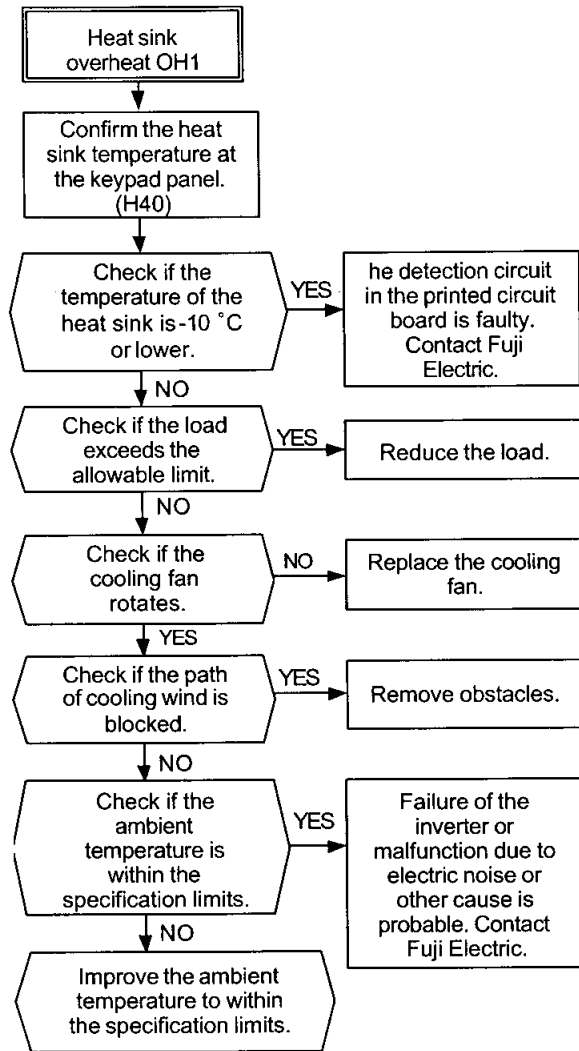 Heat sink
overheat OH1
Confirm the heat
sink temperature at
the keypad panel.
(H40)
Check if the
temperature of the
heat sink is -10 °C
or lower.
YES
he detection circuit
in the printed circuit
board is faulty.
Contact Fuji
Electric.
NO
Check if the load
exceeds the
allowable limit.
YES
Reduce the load.
NO
Check if the
cooling fan
rotates.
NO
Replace the cooling
fan.
YES
Check if the path
of cooling wind is
blocked.
YES
Remove obstacles.
NO
Check if the
ambient
temperature is
within the
specification limits.
YES
Failure of the
inverter or
malfunction due to
electric noise or
other cause is
probable. Contact
Fuji Electric.
NO
Improve the ambient
temperature to within
the specification limits.